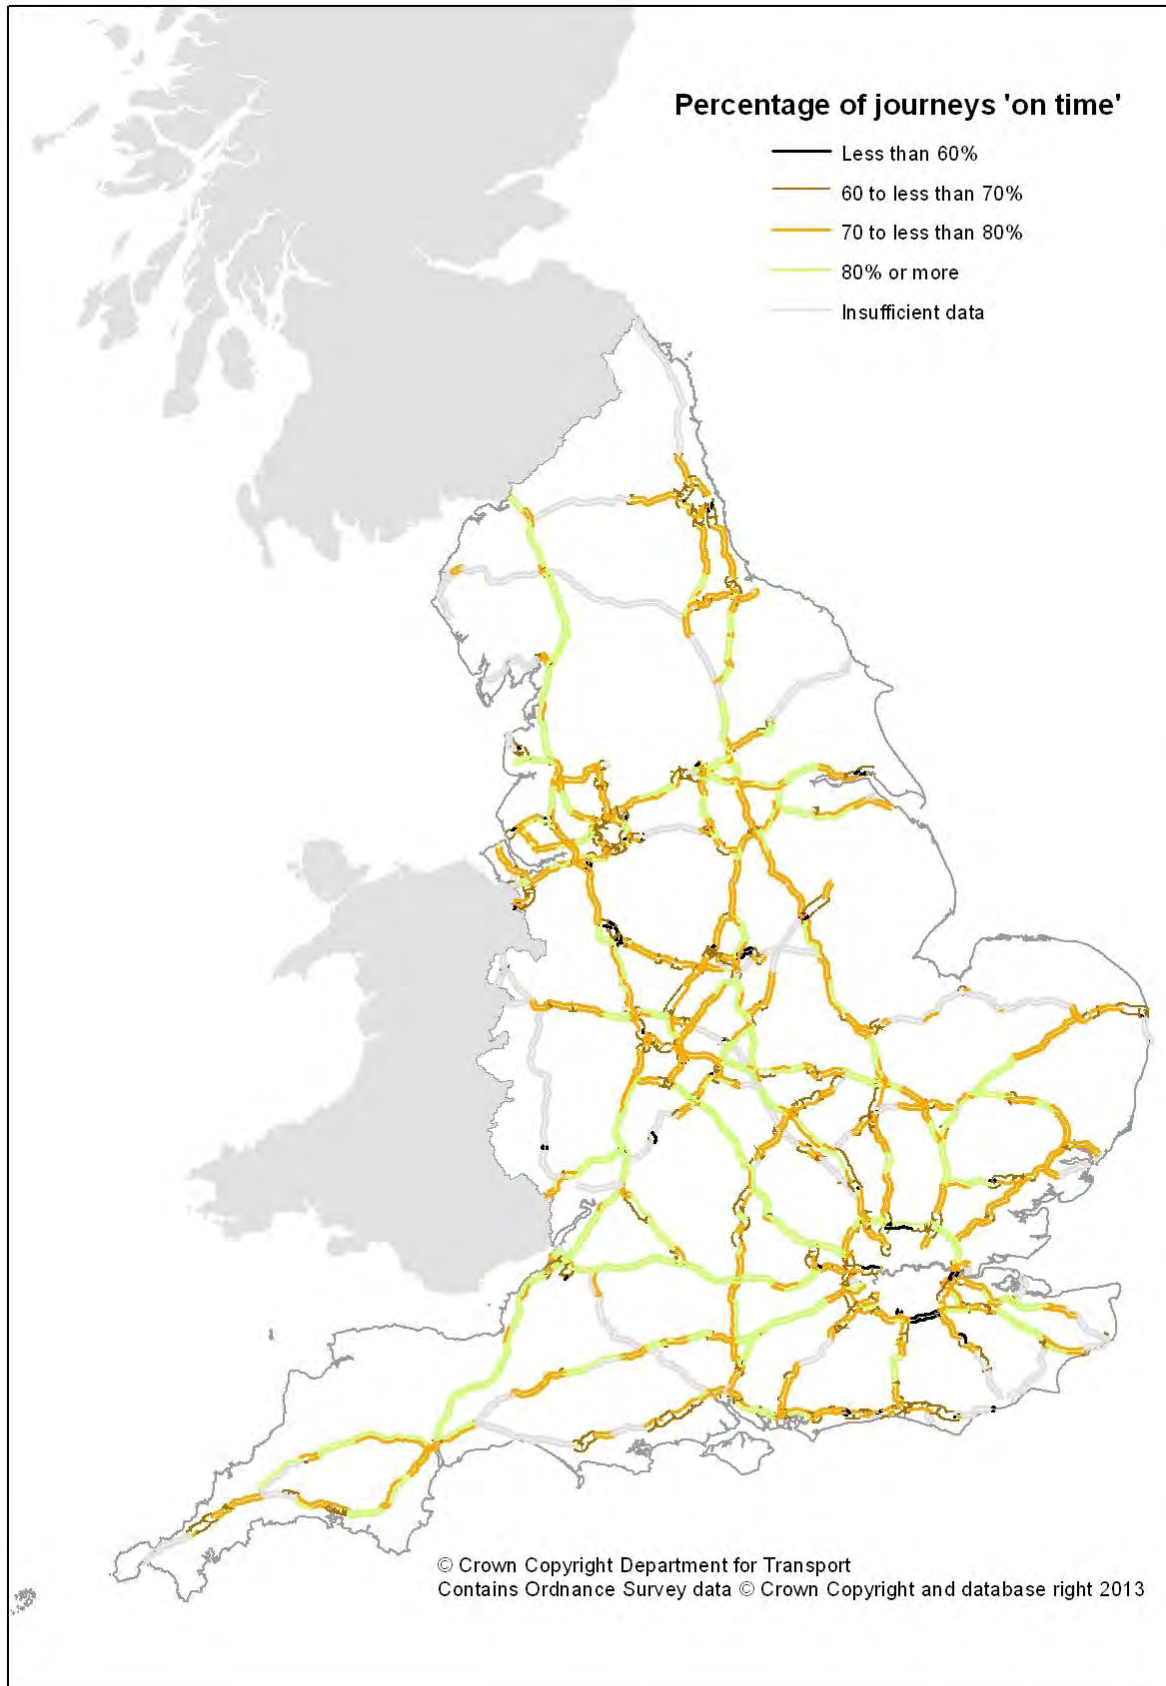 Percentage of journeys 'on time'
Less than 60%
60 to less than 70%
70 to less than 80%
80% or more
Insufficient data
© Crown Copyright Department for Transport
Contains Ordnance Survey data © Crown Copyright and database right 2013